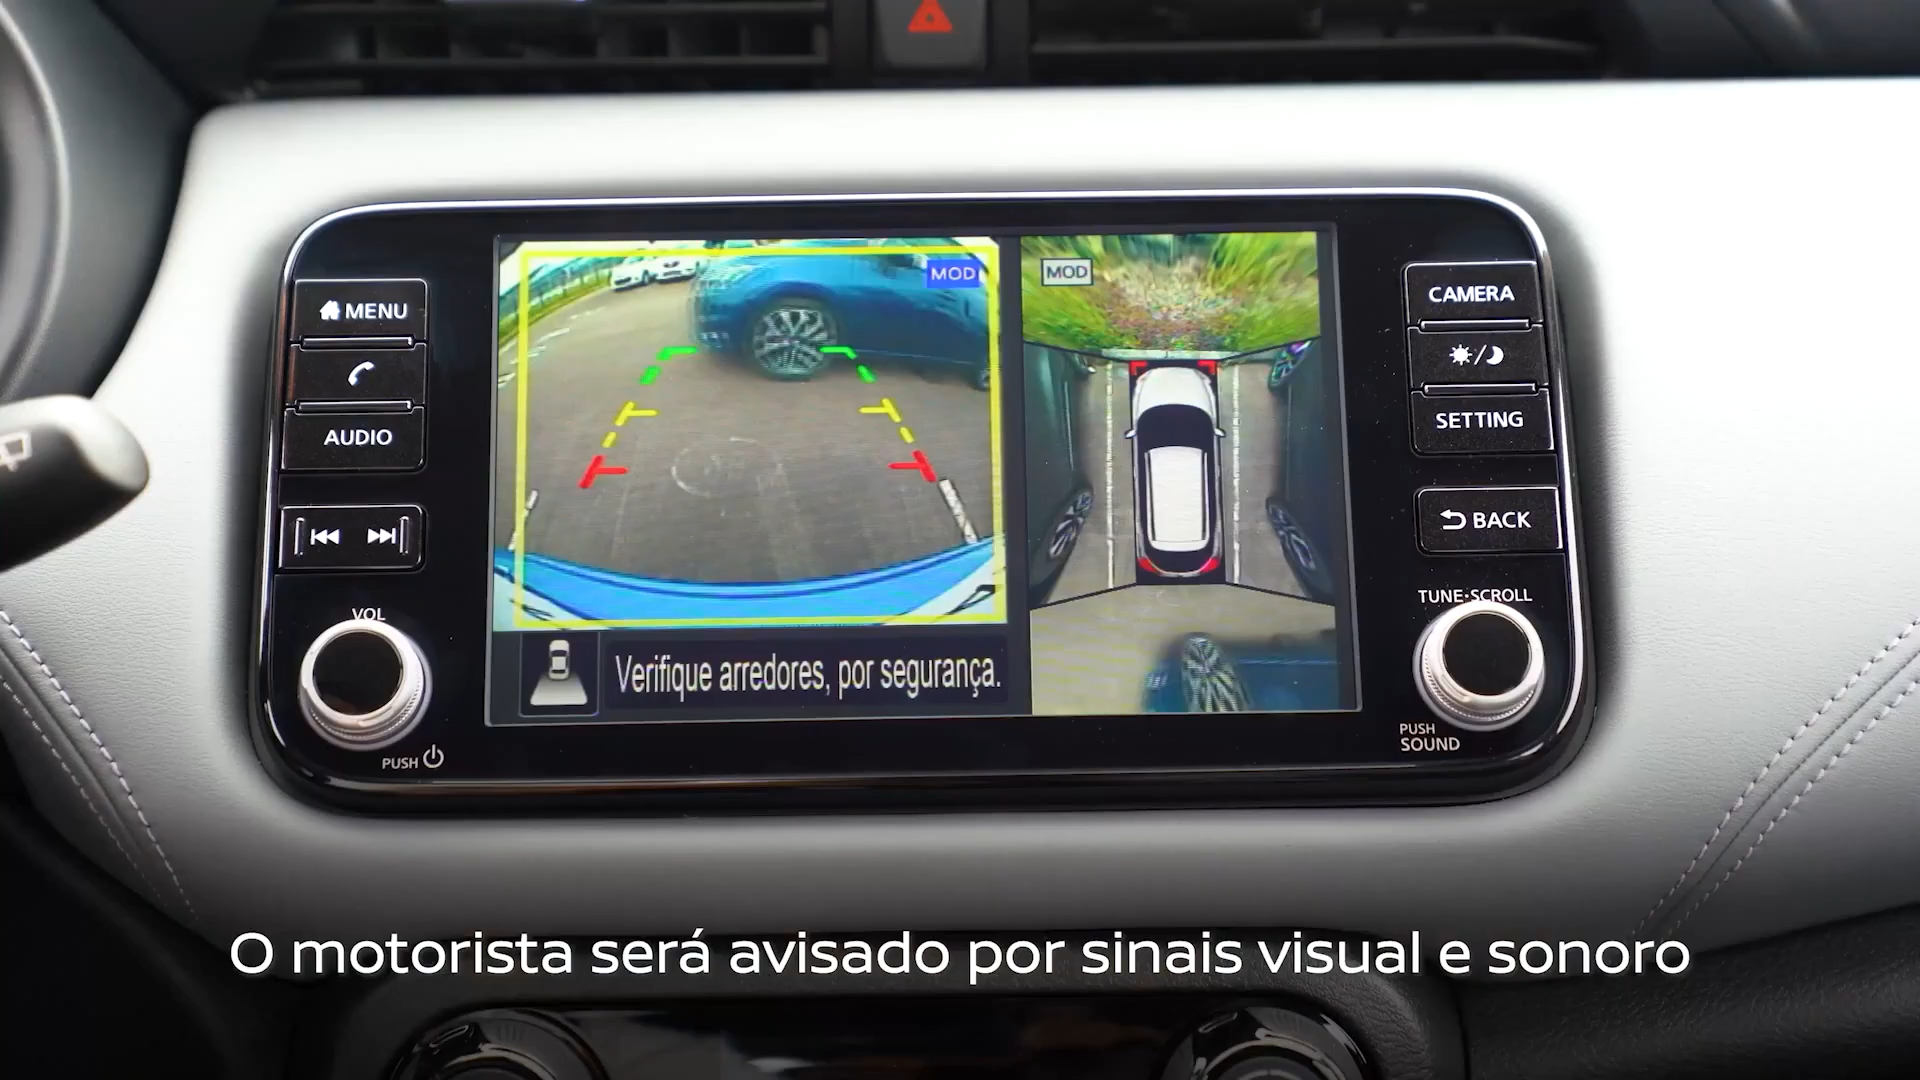 MENU
AUDIO
VOL
PUSH
MOD
MOD
Verifique arredores, por segurança.
CAMERA
SETTING
BACK
TUNE·SCROLL
PUSH
SOUND
O motorista será avisado por sinais visual e sonoro